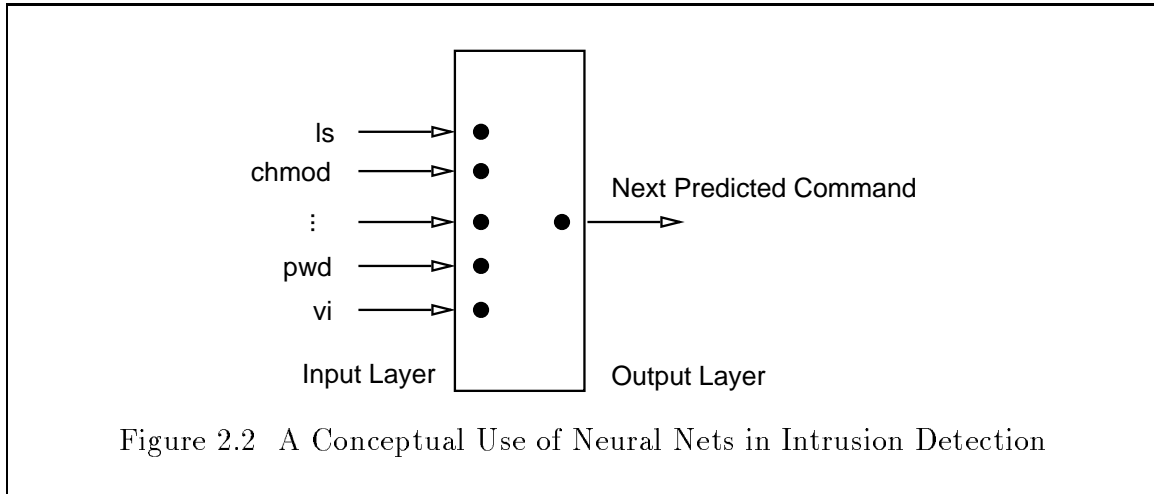 ls
chmod
⋮
pwd
vi
Next Predicted Command
Input Layer
Output Layer
Figure 2.2 A Conceptual Use of Neural Nets in Intrusion Detection